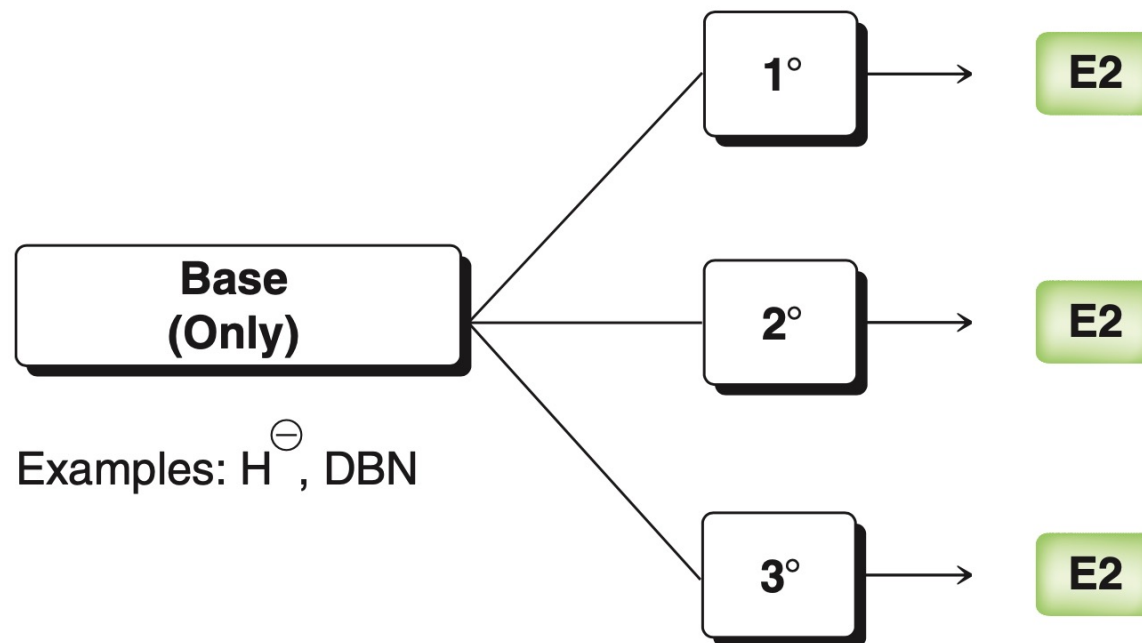 1° E2
Base
(Only)
2° E2
Examples: H⊖, DBN
3° E2